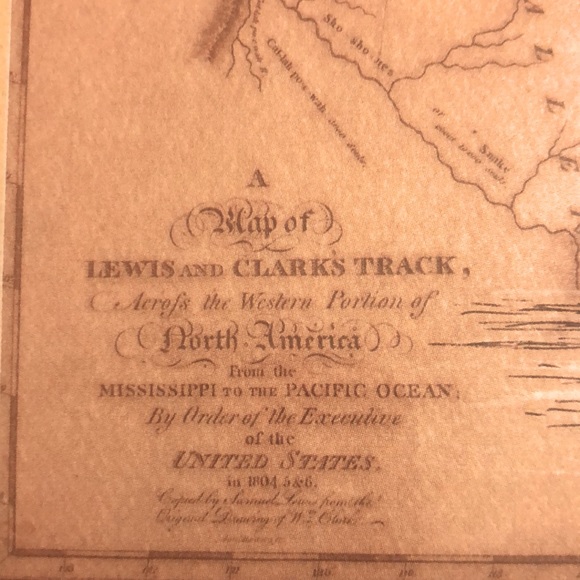 Sho sho nes
A
Map of
LEWIS AND CLARK'S TRACK,
Acroſs the Western Portion of
North America
From the
MISSISSIPPI TO THE PACIFIC OCEAN;
By Order of the Executive
of the
UNITED STATES,
in 1804.5&6.
Copied by Samuel Lewis from the
Original Drawing of Wm. Clark.